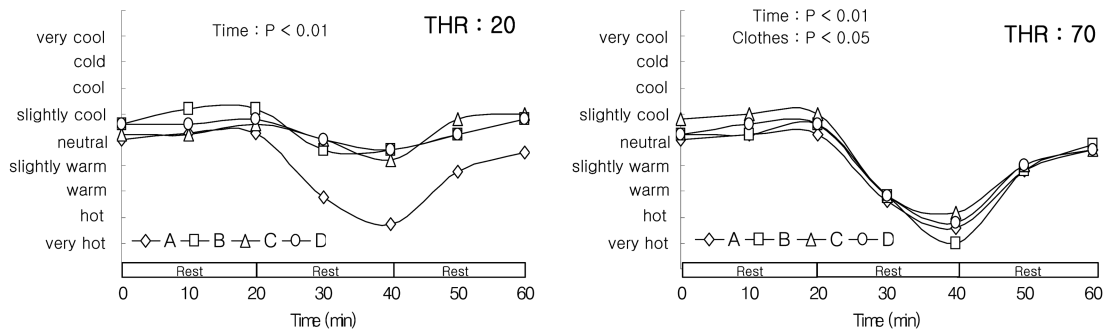 Time : P < 0.01
THR : 20
very cool
cold
cool
slightly cool
neutral
slightly warm
warm
hot
very hot
A B C D
Rest Rest Rest
0 10 20 30 40 50 60
Time (min)
Time : P < 0.01
Clothes : P < 0.05
THR : 70
very cool
cold
cool
slightly cool
neutral
slightly warm
warm
hot
very hot
A B C D
Rest Rest Rest
0 10 20 30 40 50 60
Time (min)